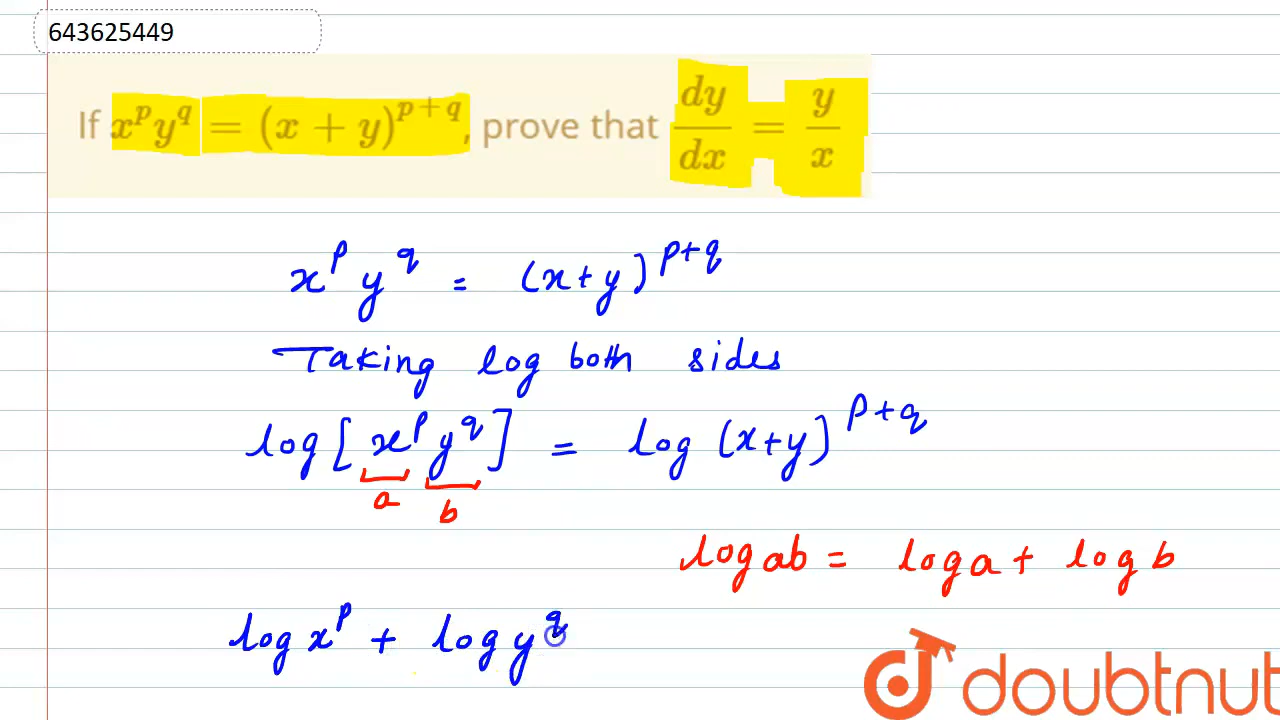 643625449
If x^p y^q = (x + y)^{p+q}, prove that dy/dx = y/x
x^p y^q = (x+y)^{p+q}
Taking log both sides
log [x^p y^q] = log (x+y)^{p+q}
a b
log ab = log a + log b
log x^p + log y^q
doubtnut